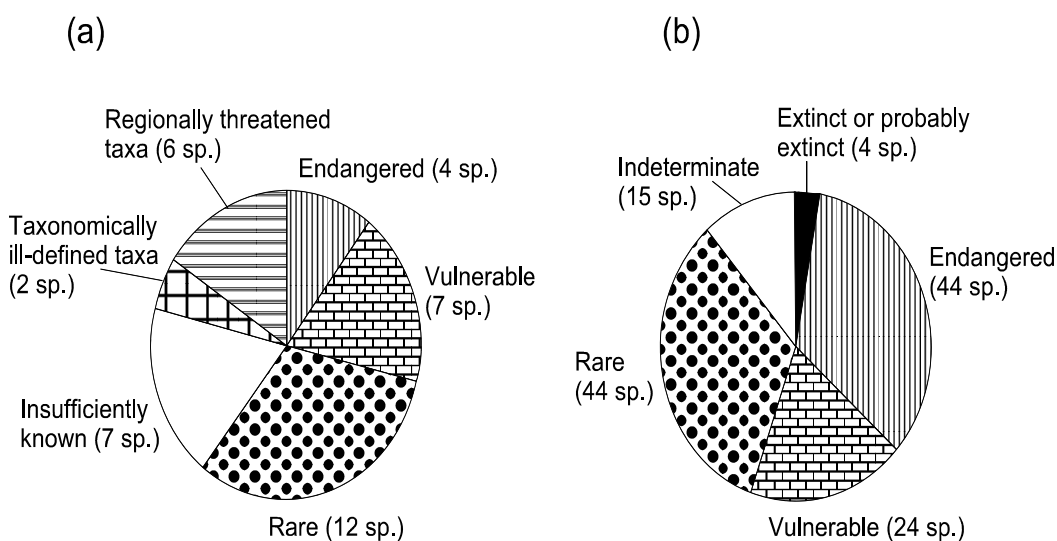 (a)
Regionally threatened
taxa (6 sp.)
Endangered (4 sp.)
Taxonomically
ill-defined taxa
(2 sp.)
Vulnerable
(7 sp.)
Insufficiently
known (7 sp.)
Rare (12 sp.)
(b)
Extinct or probably
extinct (4 sp.)
Indeterminate
(15 sp.)
Endangered
(44 sp.)
Rare
(44 sp.)
Vulnerable (24 sp.)